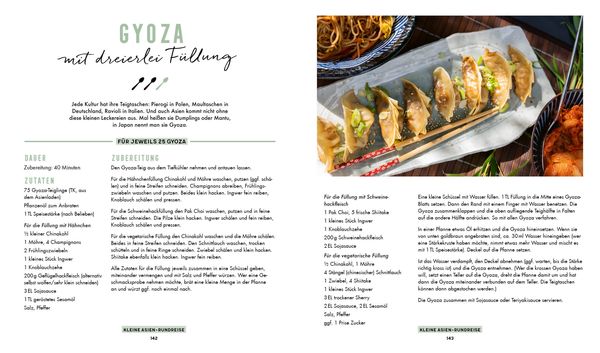 GYOZA
mit dreierlei Füllung
Jede Kultur hat ihre Teigtaschen: Pierogi in Polen, Maultaschen in
Deutschland, Ravioli in Italien. Und auch Asien kommt nicht ohne
diese kleinen Leckereien aus. Mal heißen sie Dumplings oder Mantu,
in Japan nennt man sie Gyoza.
FÜR JEWEILS 25 GYOZA
DAUER
Zubereitung: 40 Minuten
ZUTATEN
75 Gyoza-Teiglinge (TK, aus
dem Asienladen)
Pflanzenöl zum Anbraten
1 TL Speisestärke (nach Belieben)
Für die Füllung mit Hähnchen
½ kleiner Chinakohl
1 Möhre, 4 Champignons
2 Frühlingszwiebeln
1 kleines Stück Ingwer
1 Knoblauchzehe
200 g Geflügelhackfleisch (alternativ
selbst wolfen/sehr klein schneiden)
3 EL Sojasauce
1 TL geröstetes Sesamöl
Salz, Pfeffer
ZUBEREITUNG
Den Gyoza-Teig aus dem Tiefkühler nehmen und antauen lassen.
Für die Hähnchenfüllung Chinakohl und Möhre waschen, putzen (ggf. schä-
len) und in feine Streifen schneiden. Champignons abreiben, Frühlings-
zwiebeln waschen und putzen. Beides klein hacken. Ingwer fein reiben,
Knoblauch schälen und pressen.
Für die Schweinehackfüllung den Pak Choi waschen, putzen und in feine
Streifen schneiden. Die Pilze klein hacken. Ingwer schälen und fein reiben,
Knoblauch schälen und pressen.
Für die vegetarische Füllung den Chinakohl waschen und die Möhre schälen.
Beides in feine Streifen schneiden. Den Schnittlauch waschen, trocken
schütteln und in feine Ringe schneiden. Zwiebel schälen und klein hacken.
Shiitake ebenfalls klein hacken. Ingwer fein reiben.
Alle Zutaten für die Füllung jeweils zusammen in eine Schüssel geben,
miteinander vermengen und mit Salz und Pfeffer würzen. Wer eine Ge-
schmacksprobe nehmen möchte, brät eine kleine Menge in der Pfanne
an und würzt ggf. noch einmal nach.
KLEINE ASIEN-RUNDREISE
142
Für die Füllung mit Schweine-
hackfleisch
1 Pak Choi, 5 frische Shiitake
1 kleines Stück Ingwer
1 Knoblauchzehe
200 g Schweinehackfleisch
2 EL Sojasauce
Für die vegetarische Füllung
½ Chinakohl, 1 Möhre
4 Stängel (chinesischer) Schnittlauch
1 Zwiebel, 4 Shiitake
1 kleines Stück Ingwer
3 EL trockener Sherry
2 EL Sojasauce, 2 EL Sesamöl
Salz, Pfeffer
ggf. 1 Prise Zucker
Eine kleine Schüssel mit Wasser füllen. 1 TL Füllung in die Mitte eines Gyoza-
Blatts setzen. Dann den Rand mit einem Finger mit Wasser benetzen. Die
Gyoza zusammenklappen und die oben aufliegende Teighälfte in Falten
auf die andere Hälfte andrücken. So mit allen Gyoza verfahren.
In einer Pfanne etwas Öl erhitzen und die Gyoza hineinsetzen. Wenn sie
von unten goldbraun angebraten sind, ca. 30 ml Wasser hineingeben (wer
eine Stärkekruste haben möchte, nimmt etwas mehr Wasser und mischt es
mit 1 TL Speisestärke). Deckel auf die Pfanne setzen.
Ist das Wasser verdampft, den Deckel abnehmen (ggf. warten, bis die Stärke
richtig kross ist) und die Gyoza entnehmen. (Wer die krossen Gyoza haben
will, setzt einen Teller auf die Gyoza, dreht die Pfanne damit um und hat
dann die Gyoza miteinander verbunden auf dem Teller. Die Teigtaschen
können dann abgetrennt werden.)
Die Gyoza zusammen mit Sojasauce oder Teriyakisauce servieren.
KLEINE ASIEN-RUNDREISE
143